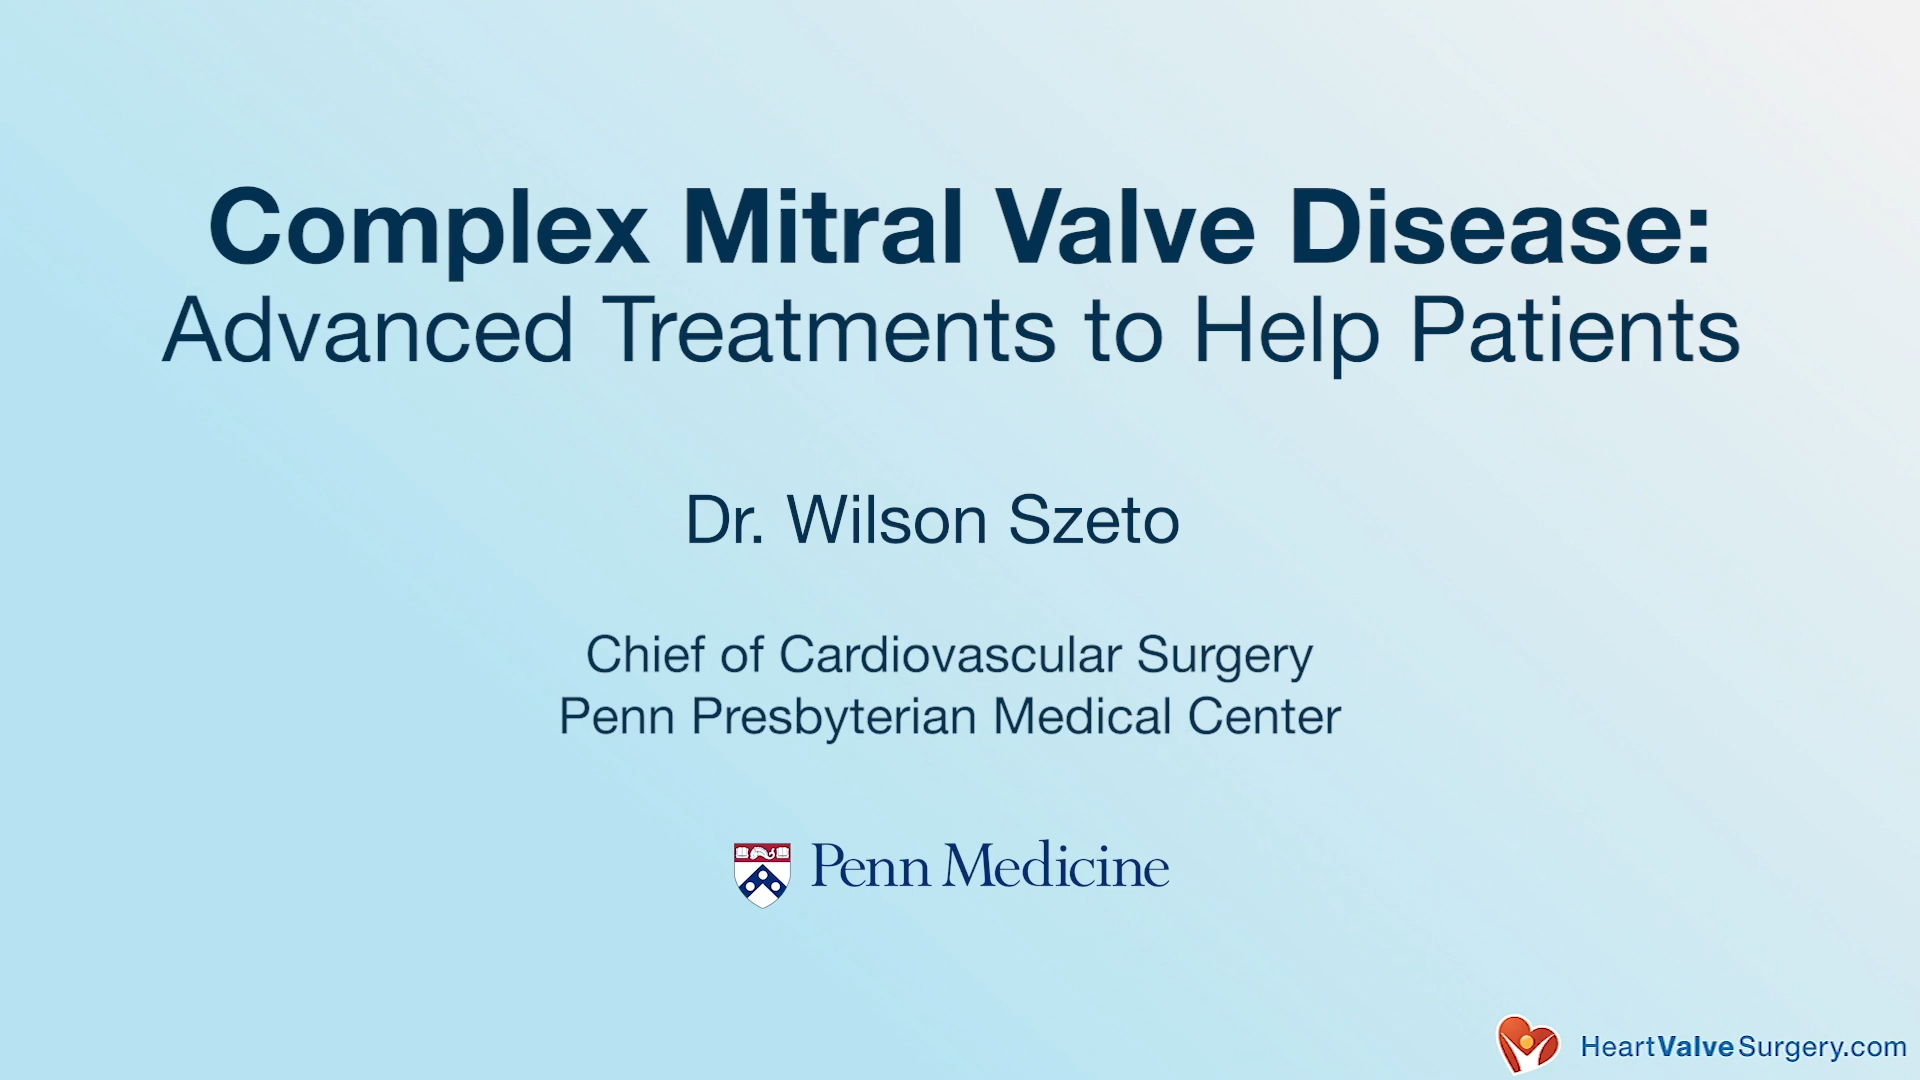 Complex Mitral Valve Disease:
Advanced Treatments to Help Patients
Dr. Wilson Szeto
Chief of Cardiovascular Surgery
Penn Presbyterian Medical Center
Penn Medicine
HeartValveSurgery.com